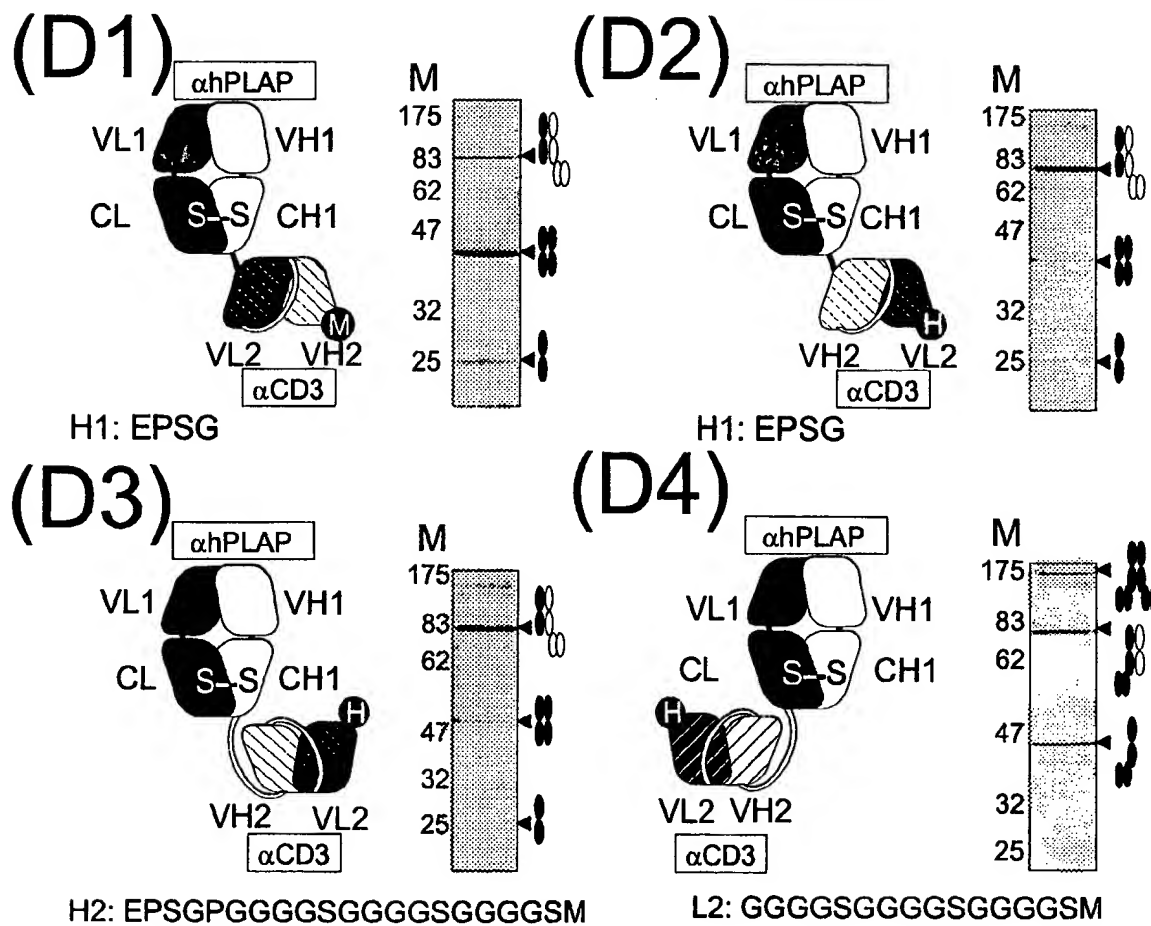 (D1)
αhPLAP
M
VL1
VH1
CL
S-S
CH1
M
VL2
VH2
αCD3
175
83
62
47
32
25
H1: EPSG
(D2)
αhPLAP
M
VL1
VH1
CL
S-S
CH1
H
VH2
VL2
αCD3
175
83
62
47
32
25
H1: EPSG
(D3)
αhPLAP
M
VL1
VH1
CL
S-S
CH1
H
VH2
VL2
αCD3
175
83
62
47
32
25
H2: EPSGPGGGGSGGGGSGGGGSM
(D4)
αhPLAP
M
VL1
VH1
CL
S-S
CH1
H
VL2
VH2
αCD3
175
83
62
47
32
25
L2: GGGGSGGGGSGGGGSM